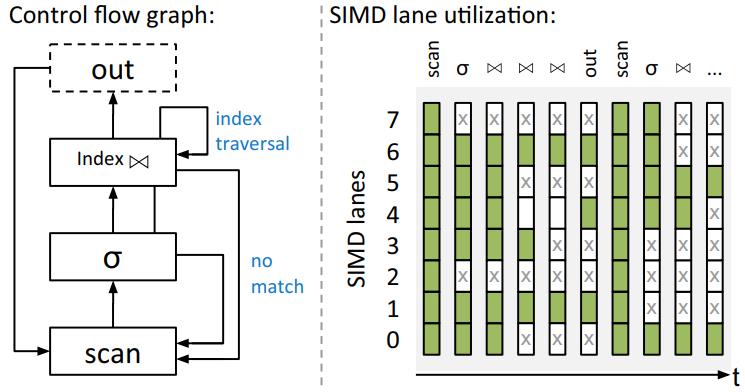 Control flow graph:
out
index
traversal
Index ⋈
σ
no
match
scan
SIMD lane utilization:
scan σ ⋈ ⋈ ⋈ out scan σ ⋈ ...
SIMD lanes
7 x x x x x x x
6 x x
5 x x x
4 x
3 x x x x x
2 x x x x x x x x
1 x x x
0 x x x
t